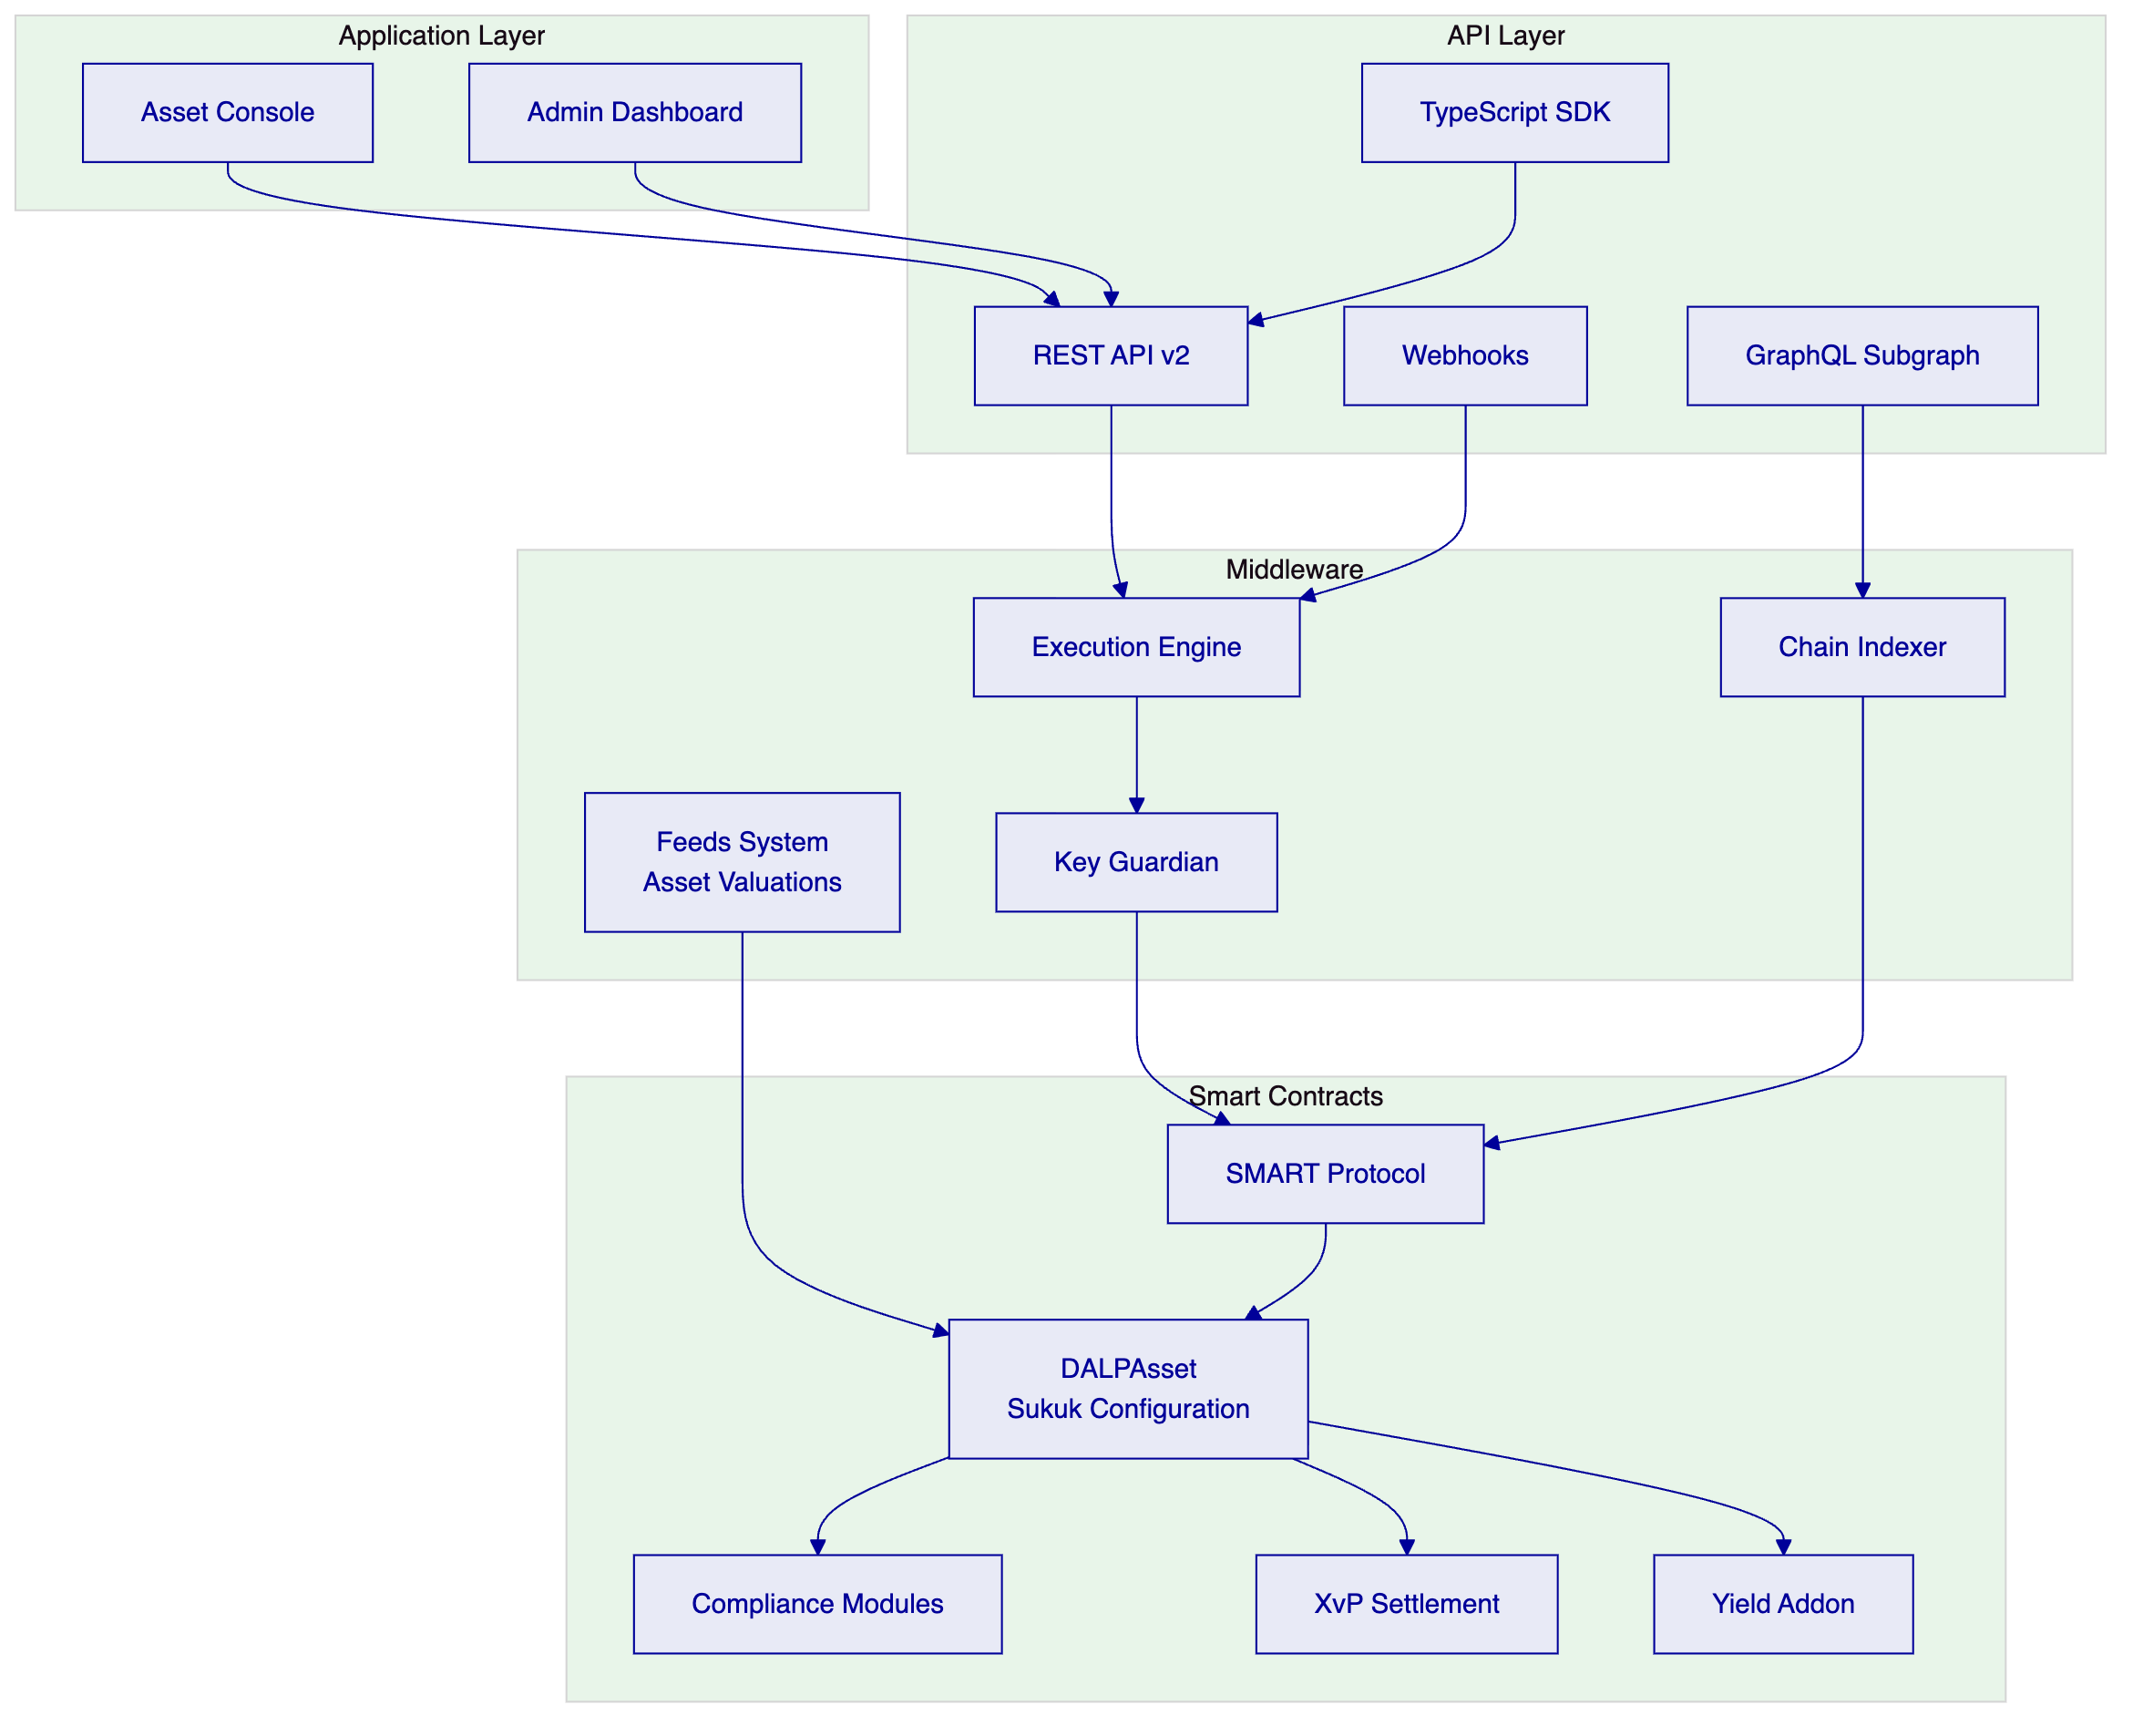 Application Layer
Asset Console
Admin Dashboard
API Layer
TypeScript SDK
REST API v2
Webhooks
GraphQL Subgraph
Middleware
Execution Engine
Chain Indexer
Feeds System
Asset Valuations
Key Guardian
Smart Contracts
SMART Protocol
DALPAsset
Sukuk Configuration
Compliance Modules
XvP Settlement
Yield Addon